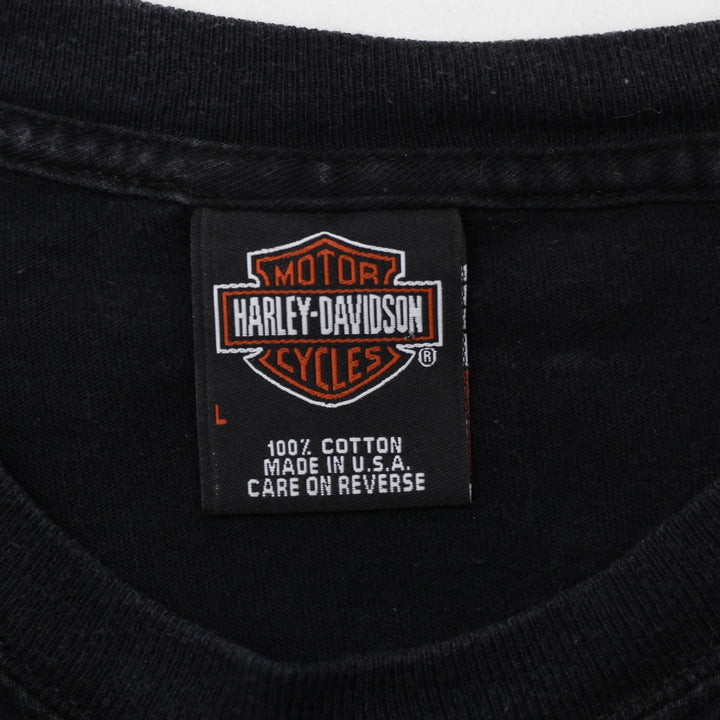 MOTOR
HARLEY-DAVIDSON
CYCLES
®
L
100% COTTON
MADE IN U.S.A.
CARE ON REVERSE